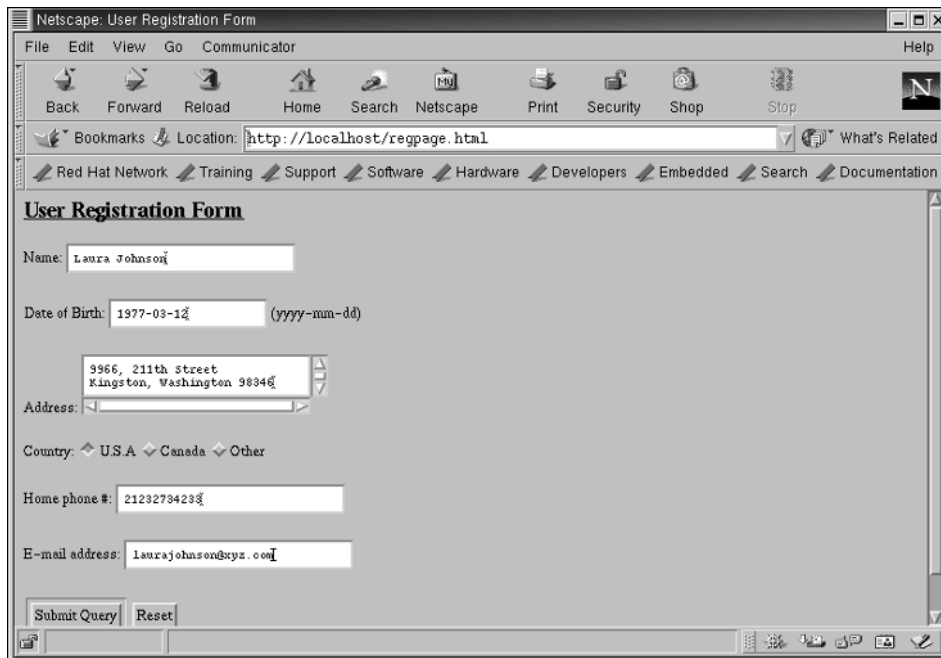 Netscape: User Registration Form
File Edit View Go Communicator Help
Back Forward Reload Home Search Netscape Print Security Shop Stop
My
N
Bookmarks Location: http://localhost/regpage.html What's Related
Red Hat Network Training Support Software Hardware Developers Embedded Search Documentation
User Registration Form
Name: Laura Johnson
Date of Birth: 1977-03-12 (yyyy-mm-dd)
9966, 211th Street
Kingston, Washington 98346
Address:
Country: U.S.A Canada Other
Home phone #: 2123273423
E-mail address: laurajohnson@xyz.com
Submit Query Reset